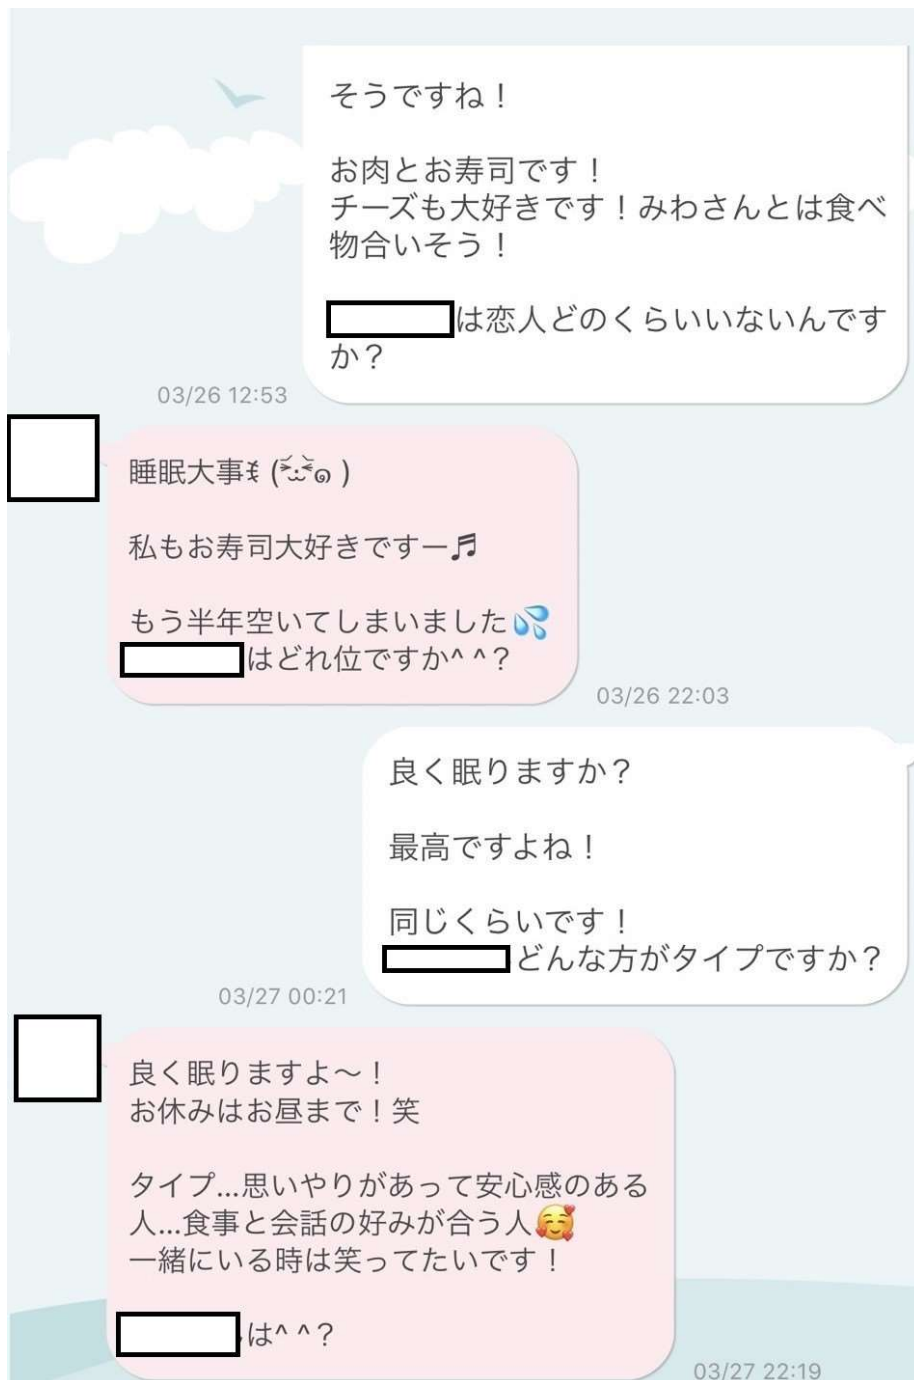 そうですね！
お肉とお寿司です！
チーズも大好きです！みわさんとは食べ
物合いそう！
は恋人どのくらいいないんです
か？
03/26 12:53
睡眠大事
私もお寿司大好きですー♬
もう半年空いてしまいました💦
はどれ位ですか^ ^？
03/26 22:03
良く眠りますか？
最高ですよね！
同じくらいです！
どんな方がタイプですか？
03/27 00:21
良く眠りますよ〜！
お休みはお昼まで！笑
タイプ…思いやりがあって安心感のある
人…食事と会話の好みが合う人🥰
一緒にいる時は笑ってたいです！
は^ ^？
03/27 22:19